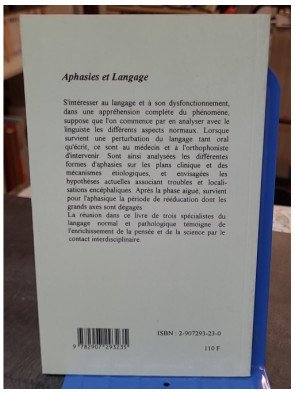 Aphasies et Langage
S'intéresser au langage et à son dysfonctionnement,
dans une appréhension complète du phénomène,
suppose que l'on commence par en analyser avec le
linguiste les différents aspects normaux. Lorsque
survient une perturbation du langage tant oral
qu'écrit, ce sont au médecin et à l'orthophoniste
d'intervenir. Sont ainsi analysées les différentes
formes d'aphasies sur les plans clinique et des
mécanismes étiologiques, et envisagées les
hypothèses actuelles associant troubles et locali-
sations encéphaliques. Après la phase aigué, survient
pour l'aphasique la période de rééducation dont les
grands axes sont dégagés.
La réunion dans ce livre de trois spécialistes du
langage normal et pathologique témoigne de
l'enrichissement de la pensée et de la science par le
contact interdisciplinaire.
ISBN : 2-907293-23-0
9 782907 293235
110 F